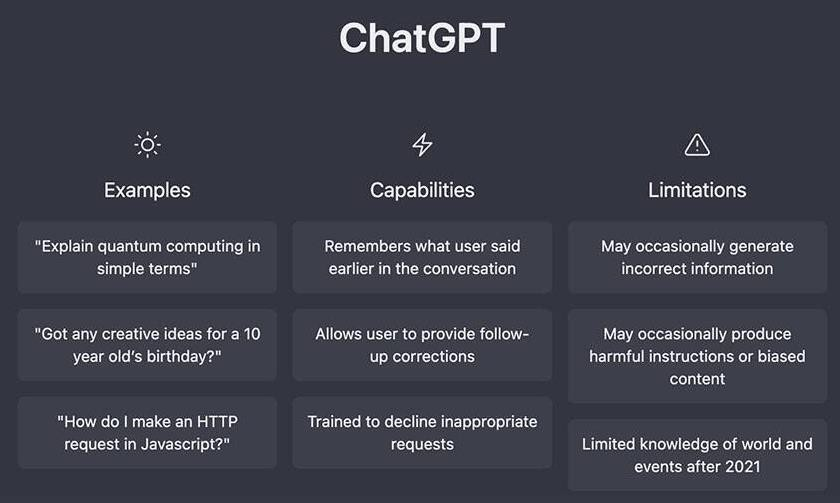 ChatGPT
Examples
"Explain quantum computing in
simple terms"
"Got any creative ideas for a 10
year old's birthday?"
"How do I make an HTTP
request in Javascript?"
Capabilities
Remembers what user said
earlier in the conversation
Allows user to provide follow-
up corrections
Trained to decline inappropriate
requests
Limitations
May occasionally generate
incorrect information
May occasionally produce
harmful instructions or biased
content
Limited knowledge of world and
events after 2021